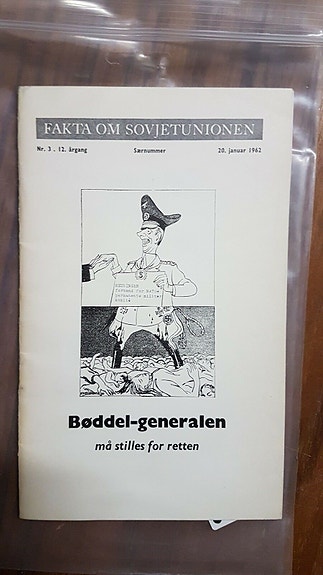 FAKTA OM SOVJETUNIONEN
Nr. 3 . 12. årgang Særnummer 20. januar 1962
Bøddel-generalen
må stilles for retten